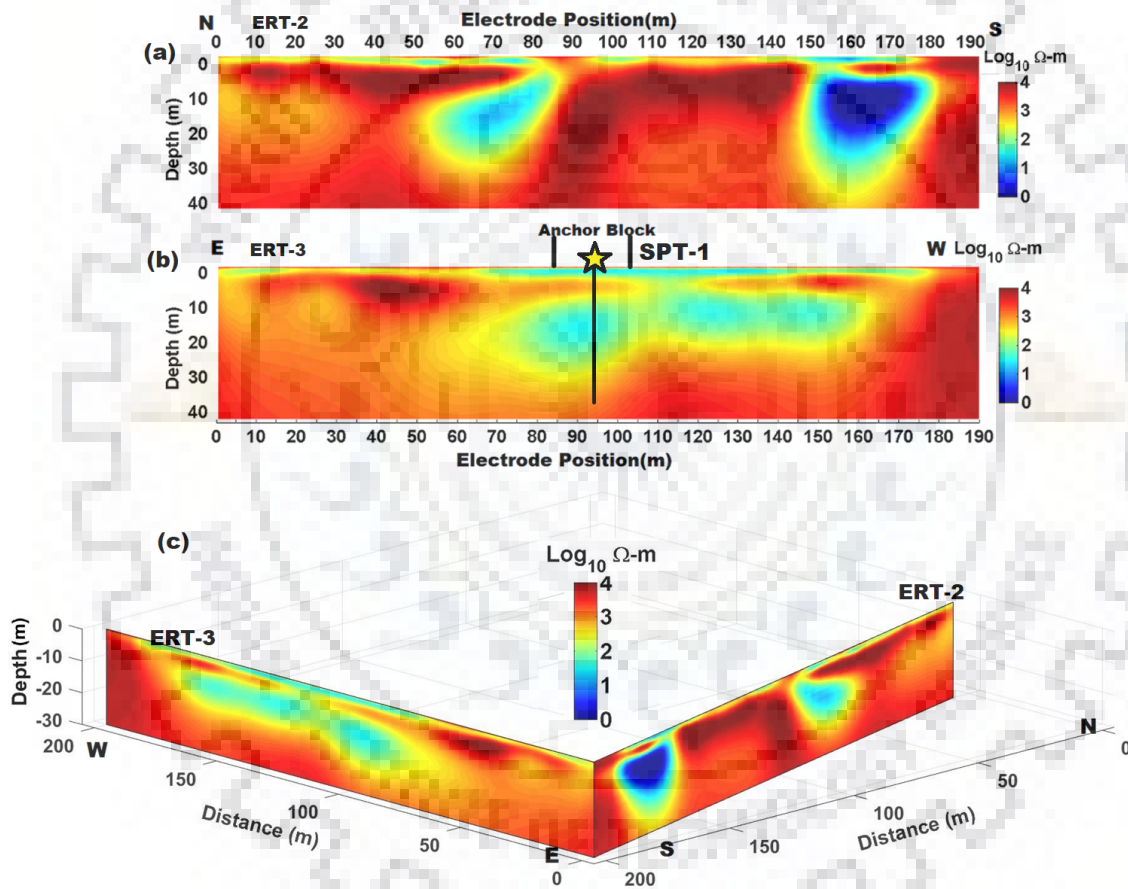 Electrode Position(m)
N ERT-2 S
(a) 0 10 20 30 40 50 60 70 80 90 100 110 120 130 140 150 160 170 180 190
Log10 Ω-m
Depth (m)
0
10
20
30
40
4
3
2
1
0
Anchor Block
(b) E ERT-3 SPT-1 W Log10 Ω-m
Depth (m)
0
10
20
30
40
4
3
2
1
0
0 10 20 30 40 50 60 70 80 90 100 110 120 130 140 150 160 170 180 190
Electrode Position(m)
(c)
Log10 Ω-m
4
3
2
1
0
ERT-2
ERT-3
Depth (m)
0
-10
-20
-30
200 W
150
100
50
E
0
Distance (m)
S
200
150
100
50
N
0
Distance (m)